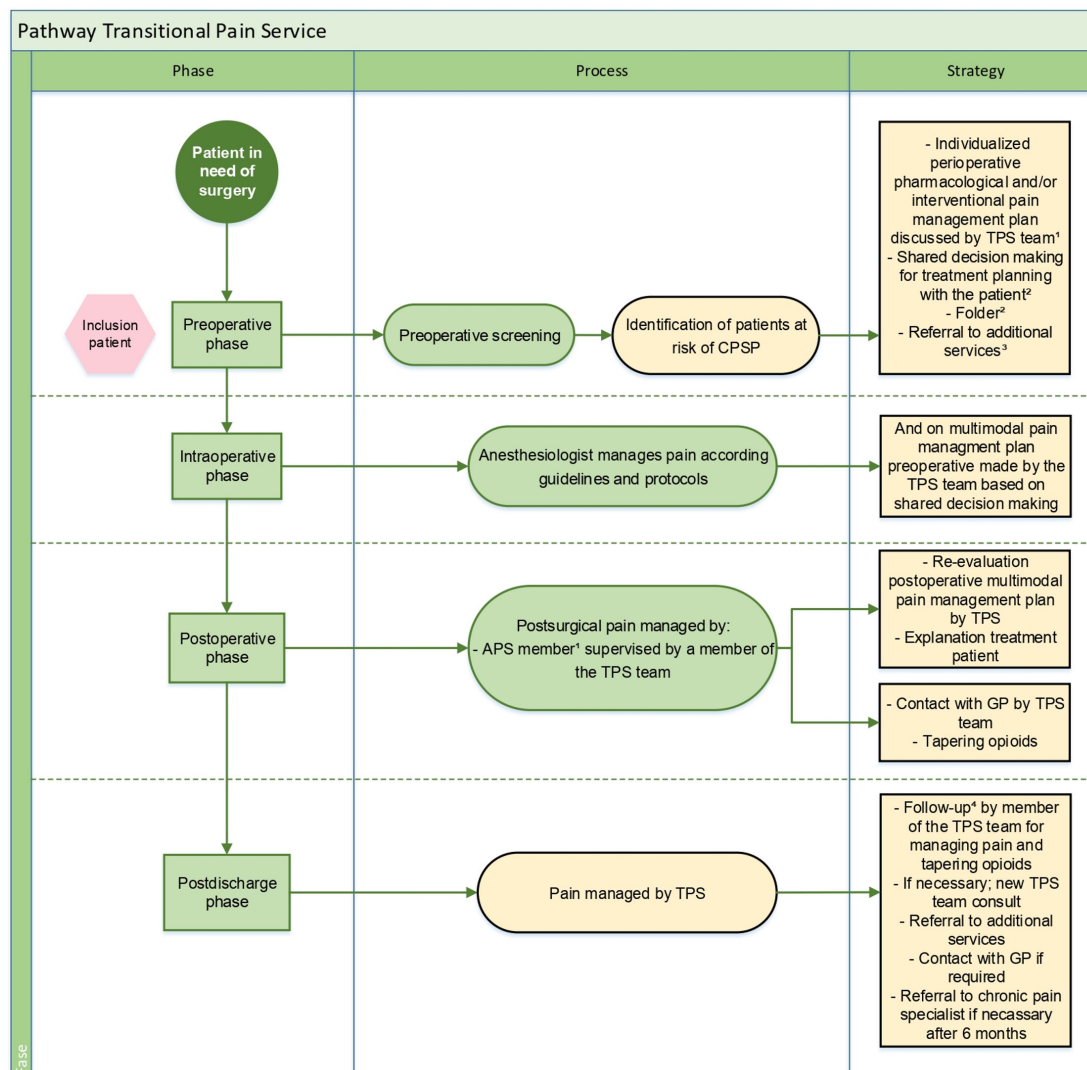 Pathway Transitional Pain Service
Phase
Process
Strategy
Patient in
need of
surgery
Inclusion
patient
Preoperative
phase
Preoperative screening
Identification of patients at
risk of CPSP
- Individualized
perioperative
pharmacological and/or
interventional pain
management plan
discussed by TPS team¹
- Shared decision making
for treatment planning
with the patient²
- Folder²
- Referral to additional
services³
Intraoperative
phase
Anesthesiologist manages pain according
guidelines and protocols
And on multimodal pain
managment plan
preoperative made by the
TPS team based on
shared decision making
Postoperative
phase
Postsurgical pain managed by:
- APS member¹ supervised by a member of
the TPS team
- Re-evaluation
postoperative multimodal
pain management plan
by TPS
- Explanation treatment
patient
- Contact with GP by TPS
team
- Tapering opioids
Postdischarge
phase
Pain managed by TPS
- Follow-up⁴ by member
of the TPS team for
managing pain and
tapering opioids
- If necessary; new TPS
team consult
- Referral to additional
services
- Contact with GP if
required
- Referral to chronic pain
specialist if necassary
after 6 months